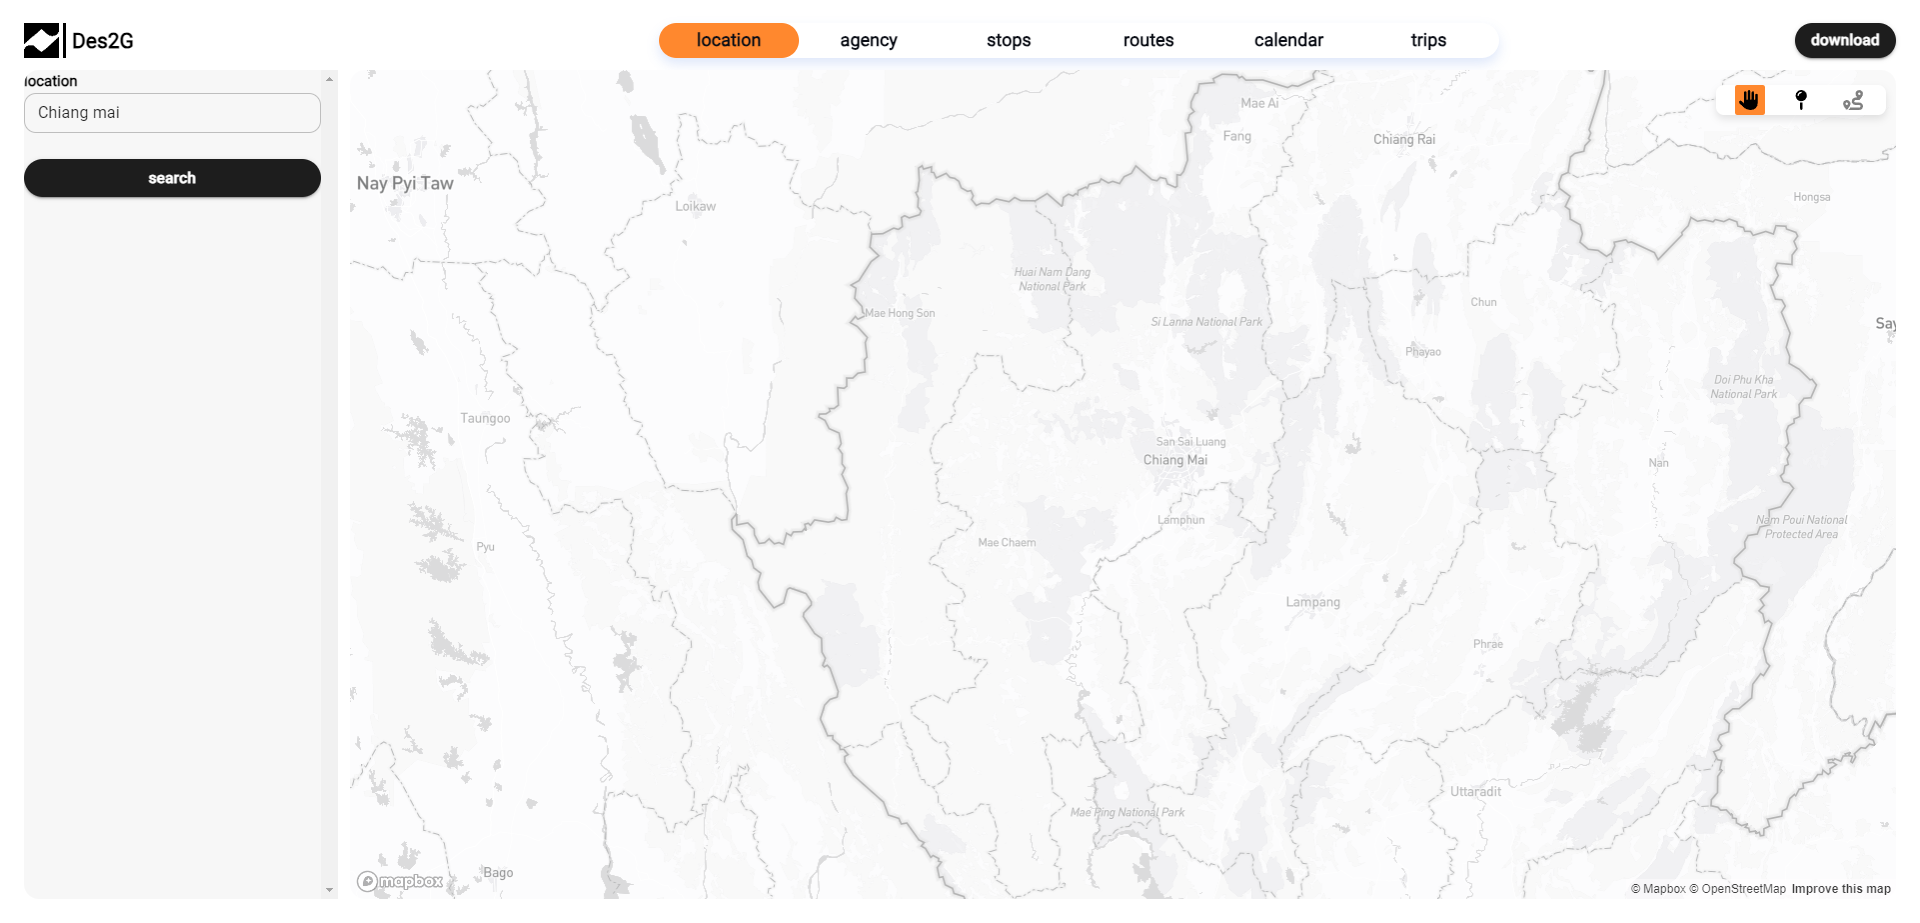 Des2G
location
agency
stops
routes
calendar
trips
download
location
Chiang mai
search
Mae Ai
Fang
Chiang Rai
Nay Pyi Taw
Loikaw
Hongsa
Huai Nam Dang
National Park
Mae Hong Son
Si Lanna National Park
Chun
Say
Phayao
Doi Phu Kha
National Park
Taungoo
San Sai Luang
Chiang Mai
Nan
Lamphun
Nam Poui National
Protected Area
Pyu
Mae Chaem
Lampang
Phrae
Uttaradit
Mae Ping National Park
Bago
mapbox
© Mapbox © OpenStreetMap Improve this map